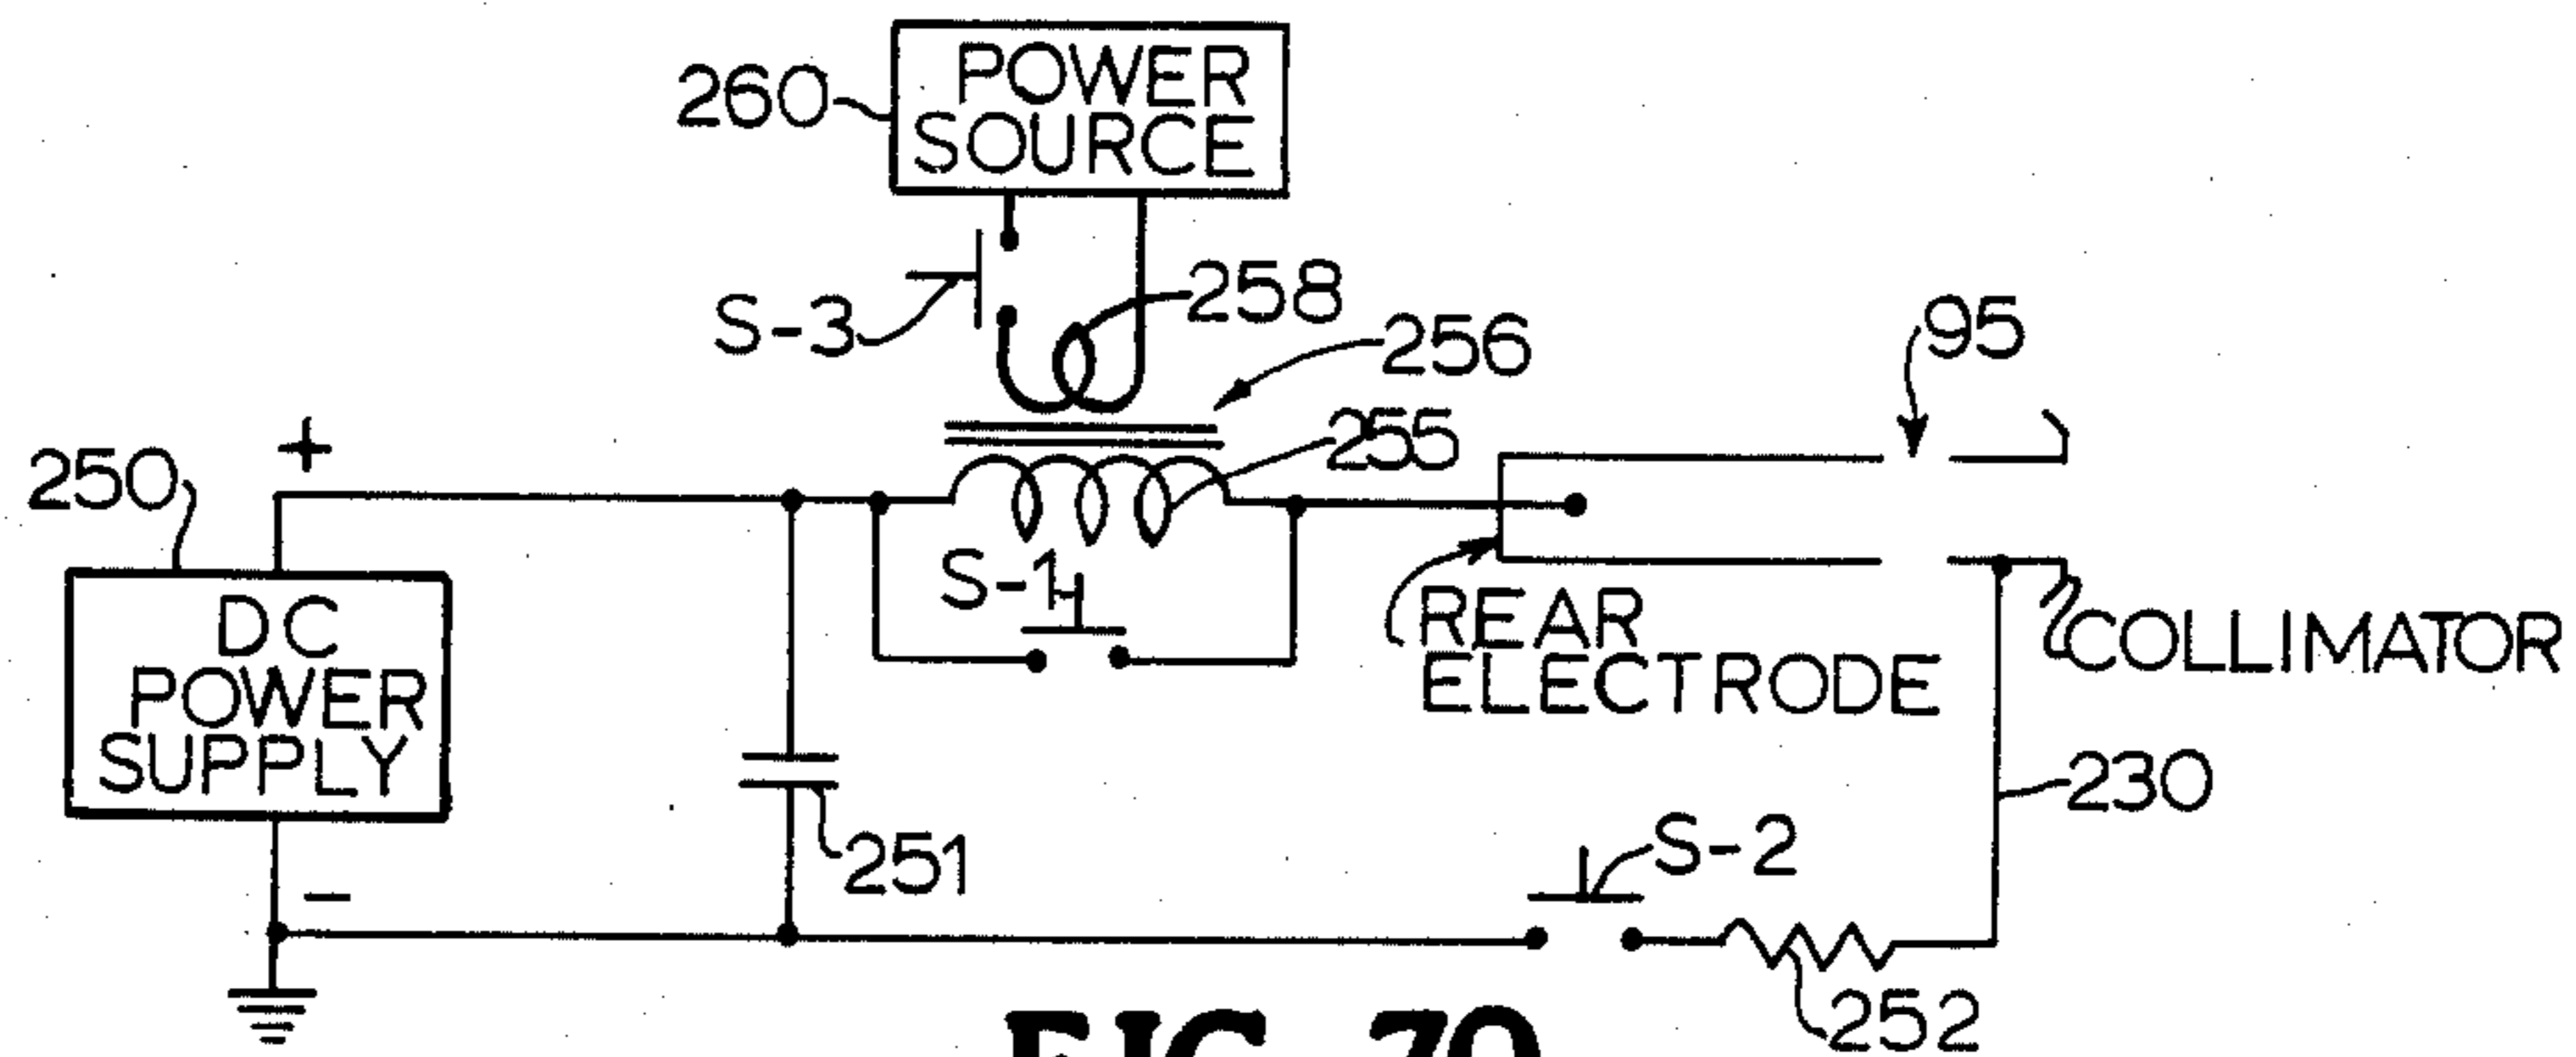 260
POWER
SOURCE
S-3
258
256
255
95
+
250
DC
POWER
SUPPLY
S-1
REAR
ELECTRODE
COLLIMATOR
230
251
S-2
252
−